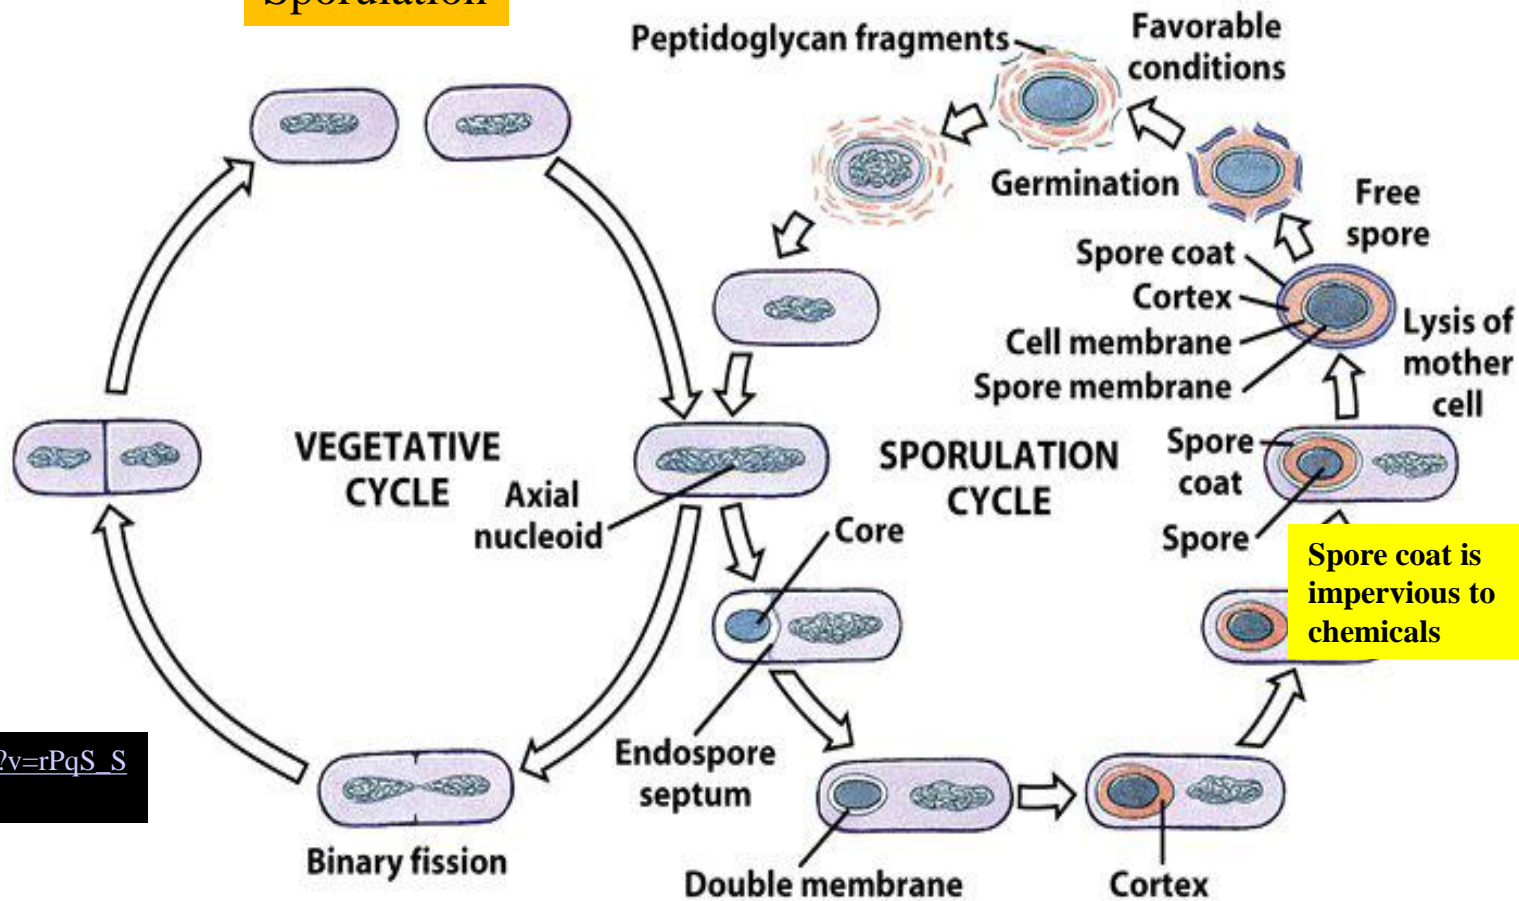 Sporulation
Peptidoglycan fragments
Favorable
conditions
Germination
Free
spore
Spore coat
Cortex
Cell membrane
Spore membrane
Lysis of
mother
cell
VEGETATIVE
CYCLE
Axial
nucleoid
SPORULATION
CYCLE
Spore
coat
Spore
Core
Spore coat is
impervious to
chemicals
?v=rPqS_S
Endospore
septum
Binary fission
Double membrane
Cortex